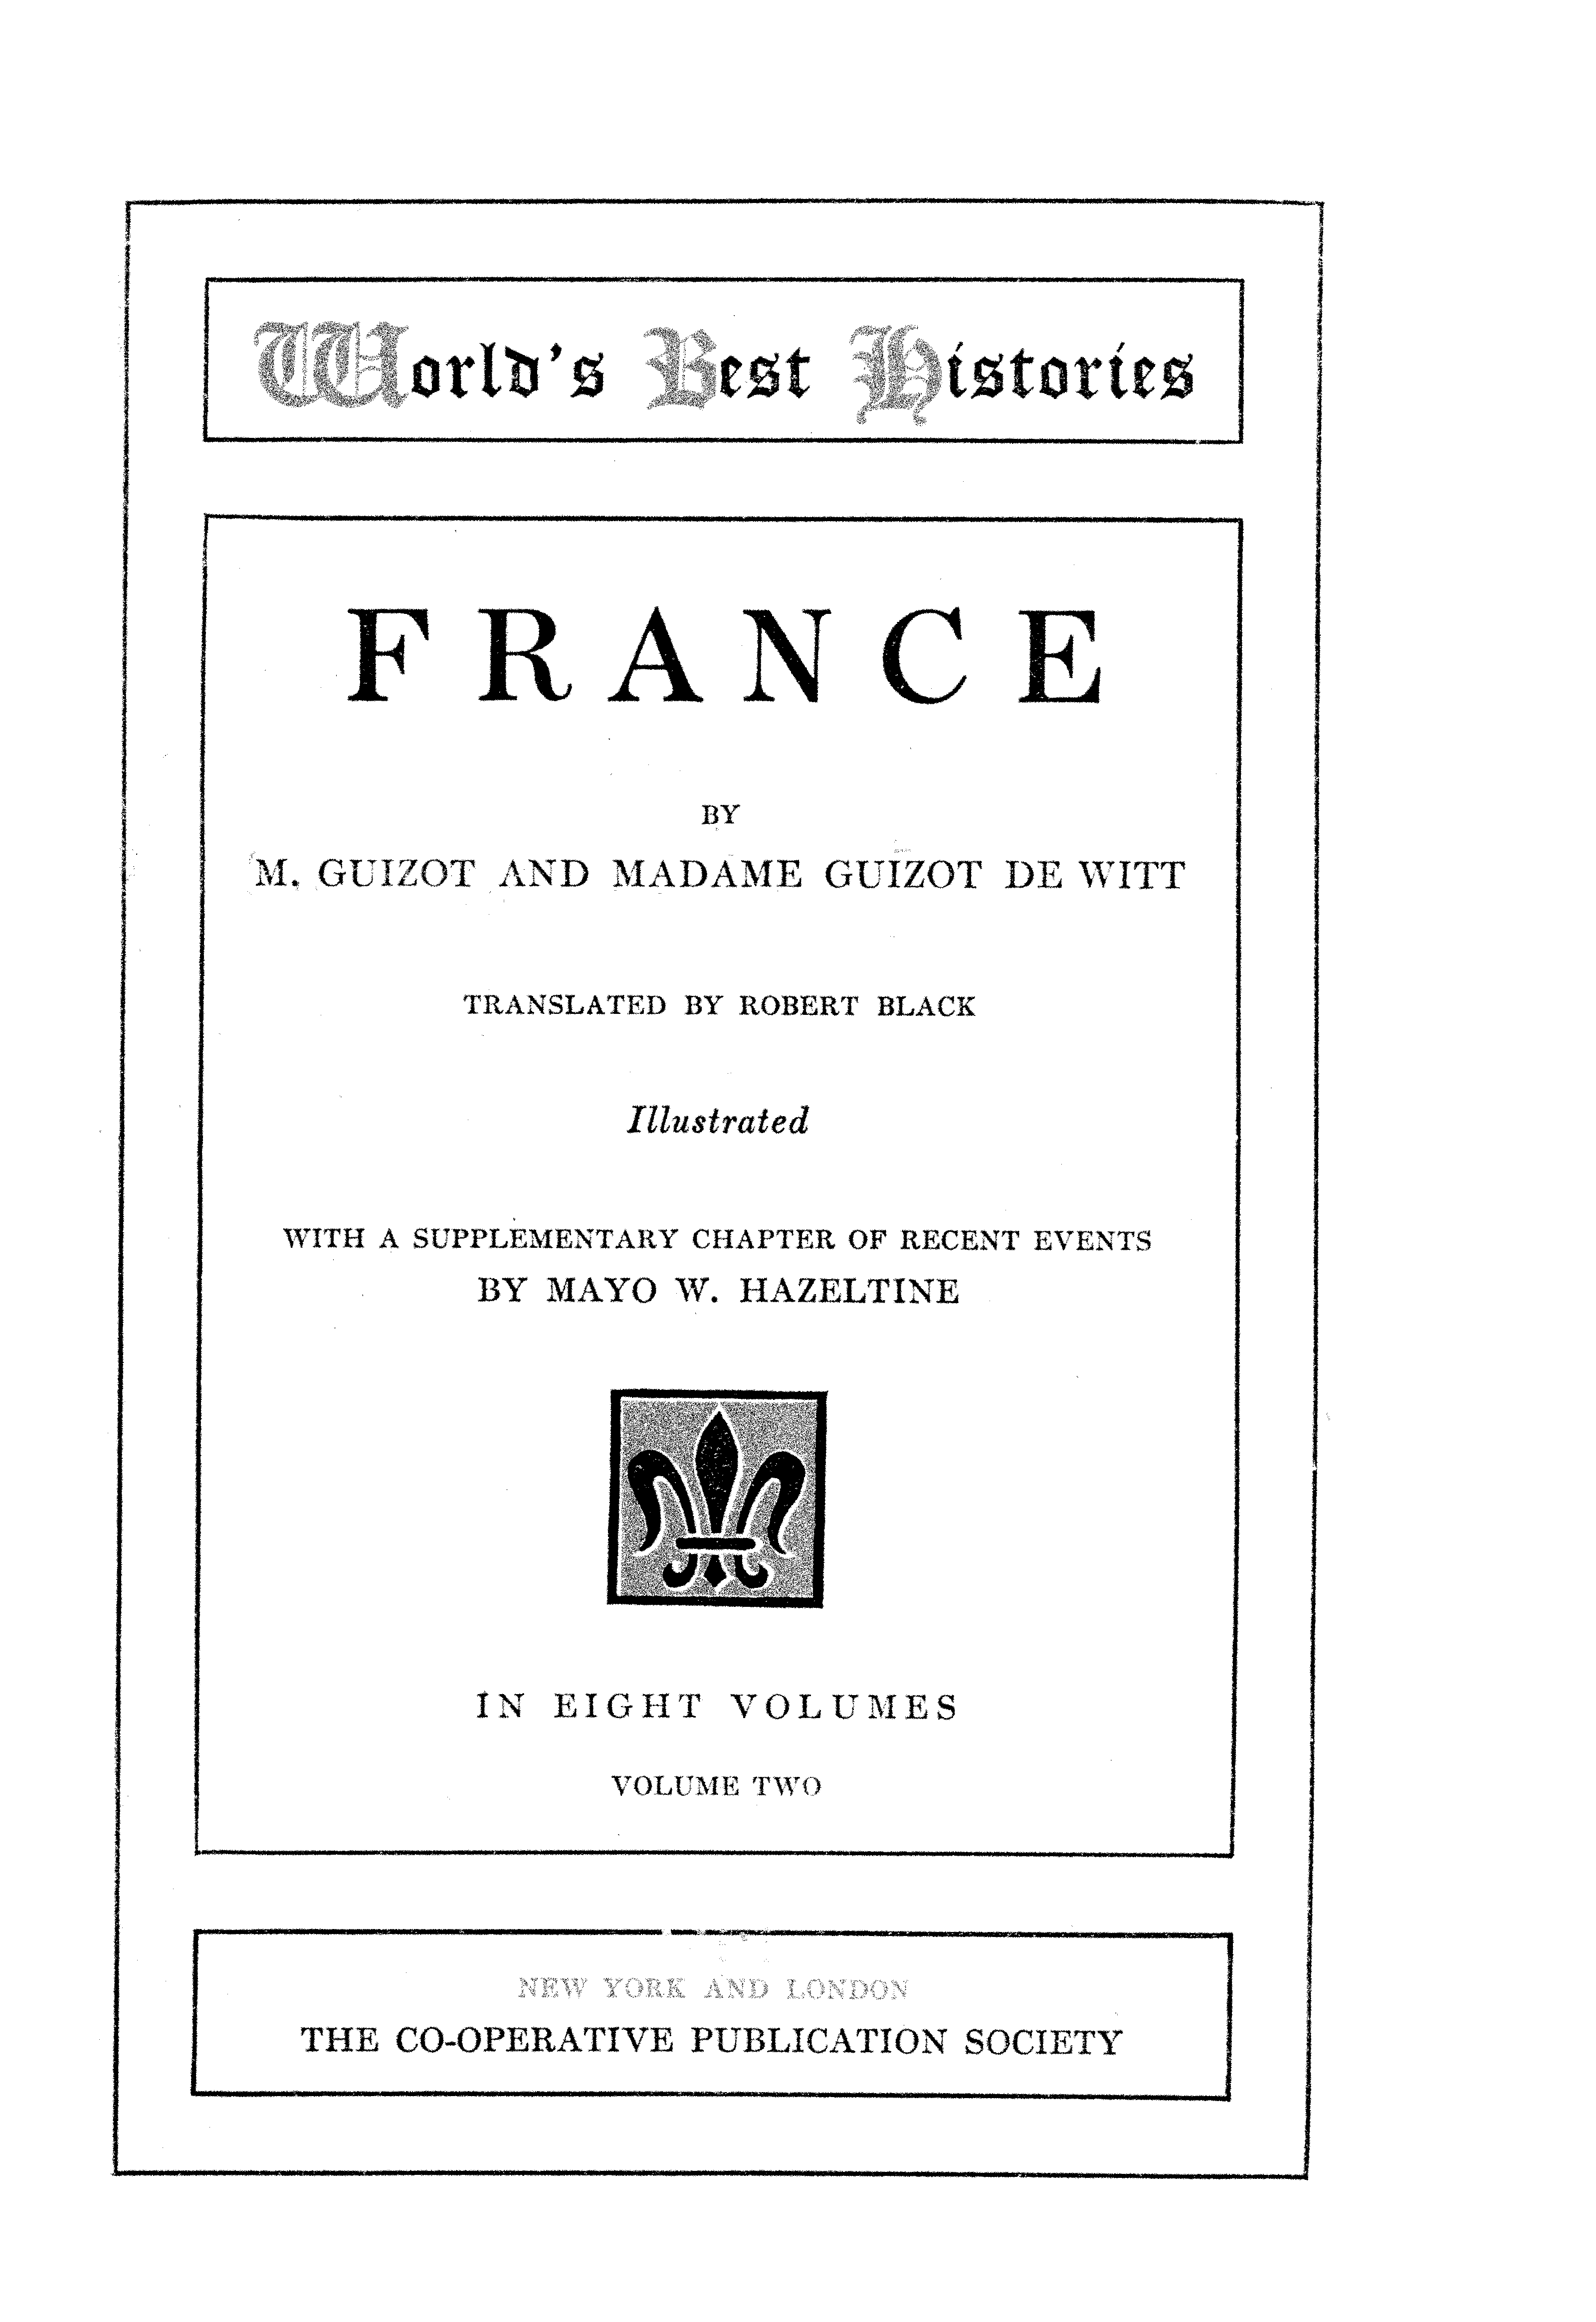 World's Best Histories
FRANCE
BY
M. GUIZOT AND MADAME GUIZOT DE WITT
TRANSLATED BY ROBERT BLACK
Illustrated
WITH A SUPPLEMENTARY CHAPTER OF RECENT EVENTS
BY MAYO W. HAZELTINE
IN EIGHT VOLUMES
VOLUME TWO
NEW YORK AND LONDON
THE CO-OPERATIVE PUBLICATION SOCIETY